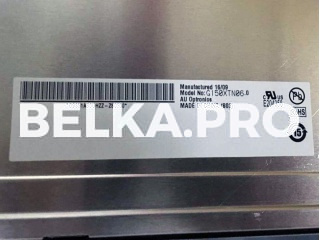 Manufactured 16/09
Model No: G150XTN06.0
AU Optronics
MADE
BELKA.PRO